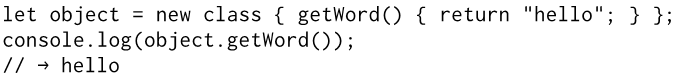 let object = new class { getWord() { return "hello"; } };
console.log(object.getWord());
// → hello